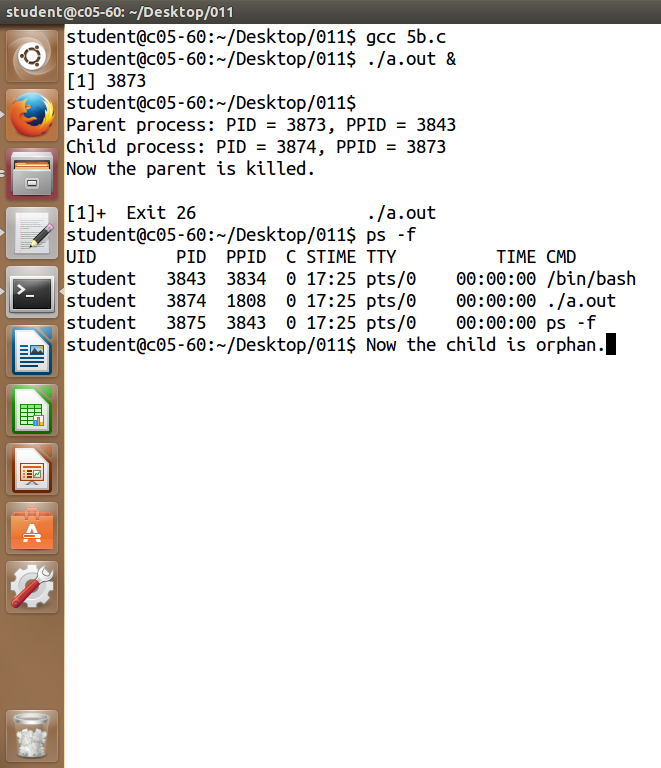 student@c05-60: ~/Desktop/011
student@c05-60:~/Desktop/011$ gcc 5b.c
student@c05-60:~/Desktop/011$ ./a.out &
[1] 3873
student@c05-60:~/Desktop/011$
Parent process: PID = 3873, PPID = 3843
Child process: PID = 3874, PPID = 3873
Now the parent is killed.
[1]+  Exit 26                 ./a.out
student@c05-60:~/Desktop/011$ ps -f
UID        PID  PPID  C STIME TTY          TIME CMD
student   3843  3834  0 17:25 pts/0    00:00:00 /bin/bash
student   3874  1808  0 17:25 pts/0    00:00:00 ./a.out
student   3875  3843  0 17:25 pts/0    00:00:00 ps -f
student@c05-60:~/Desktop/011$ Now the child is orphan.